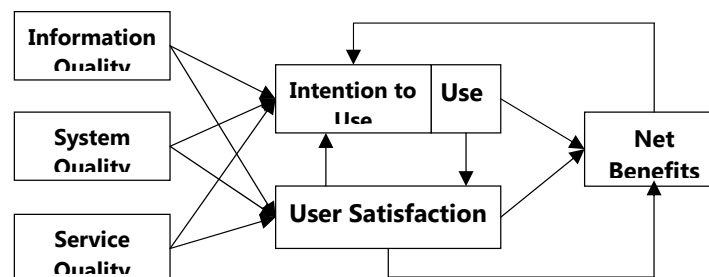 Information
Quality
Intention to
Use
Use
System
Quality
Net
Benefits
User Satisfaction
Service
Quality